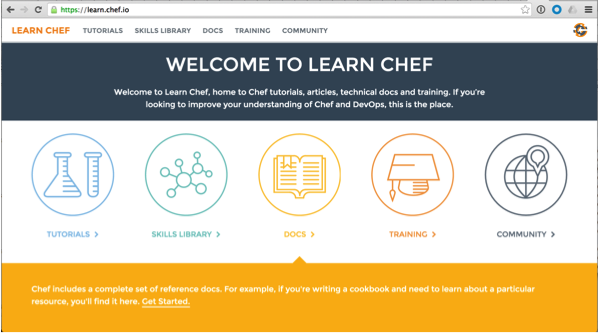 https://learn.chef.io
LEARN CHEF TUTORIALS SKILLS LIBRARY DOCS TRAINING COMMUNITY
WELCOME TO LEARN CHEF
Welcome to Learn Chef, home to Chef tutorials, articles, technical docs and training. If you're
looking to improve your understanding of Chef and DevOps, this is the place.
TUTORIALS > SKILLS LIBRARY > DOCS > TRAINING > COMMUNITY >
Chef includes a complete set of reference docs. For example, if you're writing a cookbook and need to learn about a particular
resource, you'll find it here. Get Started.